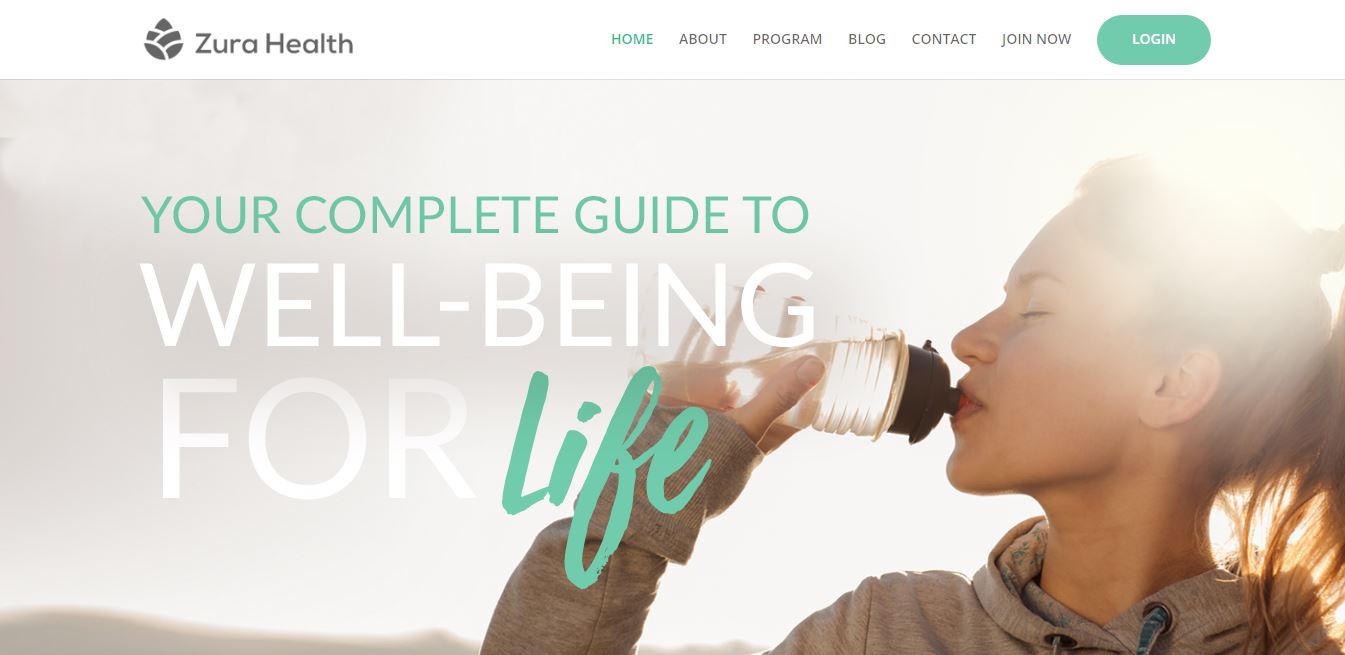 Zura Health
HOME ABOUT PROGRAM BLOG CONTACT JOIN NOW LOGIN
YOUR COMPLETE GUIDE TO
WELL-BEING
FOR Life